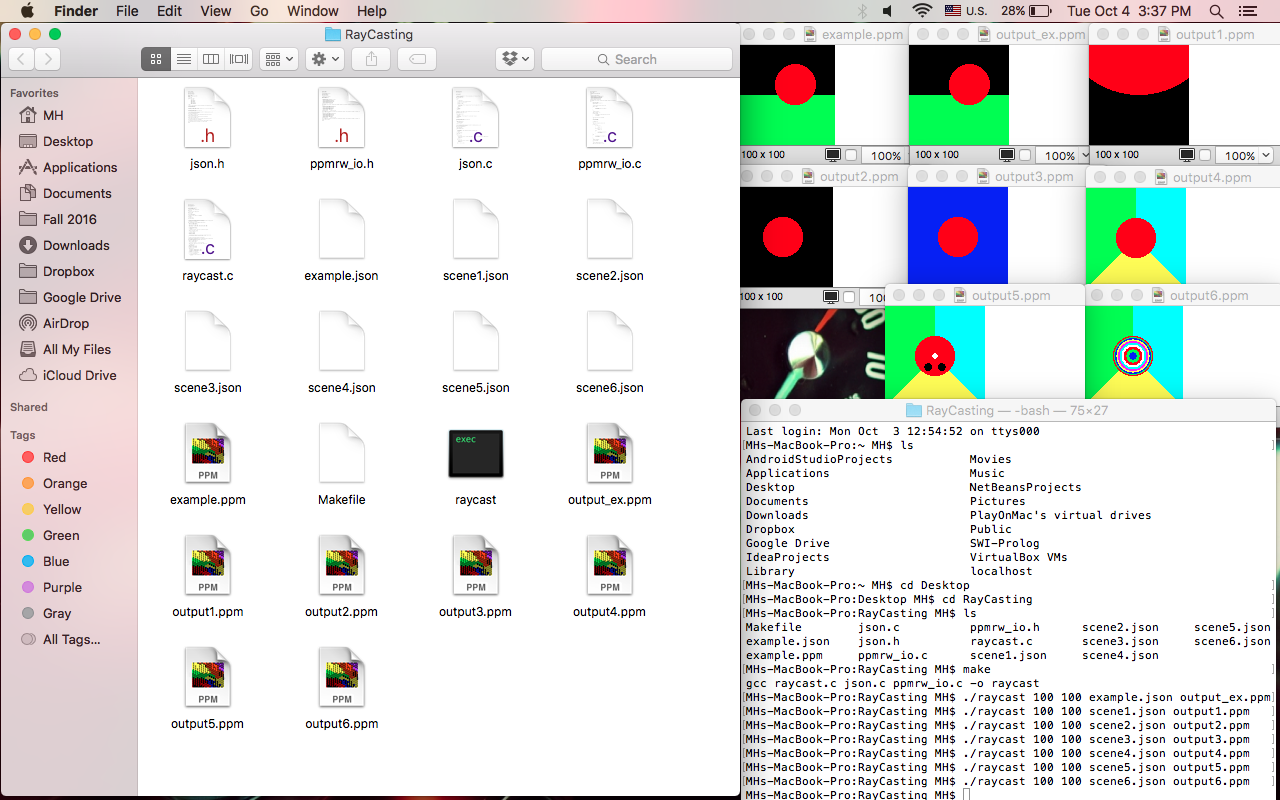 Finder File Edit View Go Window Help U.S. 28% Tue Oct 4 3:37 PM
RayCasting
Search
Favorites
MH
Desktop
Applications
Documents
Fall 2016
Downloads
Dropbox
Google Drive
AirDrop
All My Files
iCloud Drive
Shared
Tags
Red
Orange
Yellow
Green
Blue
Purple
Gray
All Tags...
.h .h .c .c
json.h ppmrw_io.h json.c ppmrw_io.c
.c
raycast.c example.json scene1.json scene2.json
scene3.json scene4.json scene5.json scene6.json
exec
PPM PPM
example.ppm Makefile raycast output_ex.ppm
PPM PPM PPM PPM
output1.ppm output2.ppm output3.ppm output4.ppm
PPM PPM
output5.ppm output6.ppm
example.ppm output_ex.ppm output1.ppm
100 x 100 100% 100 x 100 100% 100 x 100 100%
output2.ppm output3.ppm output4.ppm
100 x 100
output5.ppm output6.ppm
RayCasting — -bash — 75×27
Last login: Mon Oct  3 12:54:52 on ttys000
[MHs-MacBook-Pro:~ MH$ ls ]
AndroidStudioProjects Movies
Applications Music
Desktop NetBeansProjects
Documents Pictures
Downloads PlayOnMac's virtual drives
Dropbox Public
Google Drive SWI-Prolog
IdeaProjects VirtualBox VMs
Library localhost
[MHs-MacBook-Pro:~ MH$ cd Desktop ]
[MHs-MacBook-Pro:Desktop MH$ cd RayCasting ]
[MHs-MacBook-Pro:RayCasting MH$ ls ]
Makefile json.c ppmrw_io.h scene2.json scene5.json
example.json json.h raycast.c scene3.json scene6.json
example.ppm ppmrw_io.c scene1.json scene4.json
[MHs-MacBook-Pro:RayCasting MH$ make ]
gcc raycast.c json.c ppmrw_io.c -o raycast
[MHs-MacBook-Pro:RayCasting MH$ ./raycast 100 100 example.json output_ex.ppm]
[MHs-MacBook-Pro:RayCasting MH$ ./raycast 100 100 scene1.json output1.ppm ]
[MHs-MacBook-Pro:RayCasting MH$ ./raycast 100 100 scene2.json output2.ppm ]
[MHs-MacBook-Pro:RayCasting MH$ ./raycast 100 100 scene3.json output3.ppm ]
[MHs-MacBook-Pro:RayCasting MH$ ./raycast 100 100 scene4.json output4.ppm ]
[MHs-MacBook-Pro:RayCasting MH$ ./raycast 100 100 scene5.json output5.ppm ]
[MHs-MacBook-Pro:RayCasting MH$ ./raycast 100 100 scene6.json output6.ppm ]
MHs-MacBook-Pro:RayCasting MH$